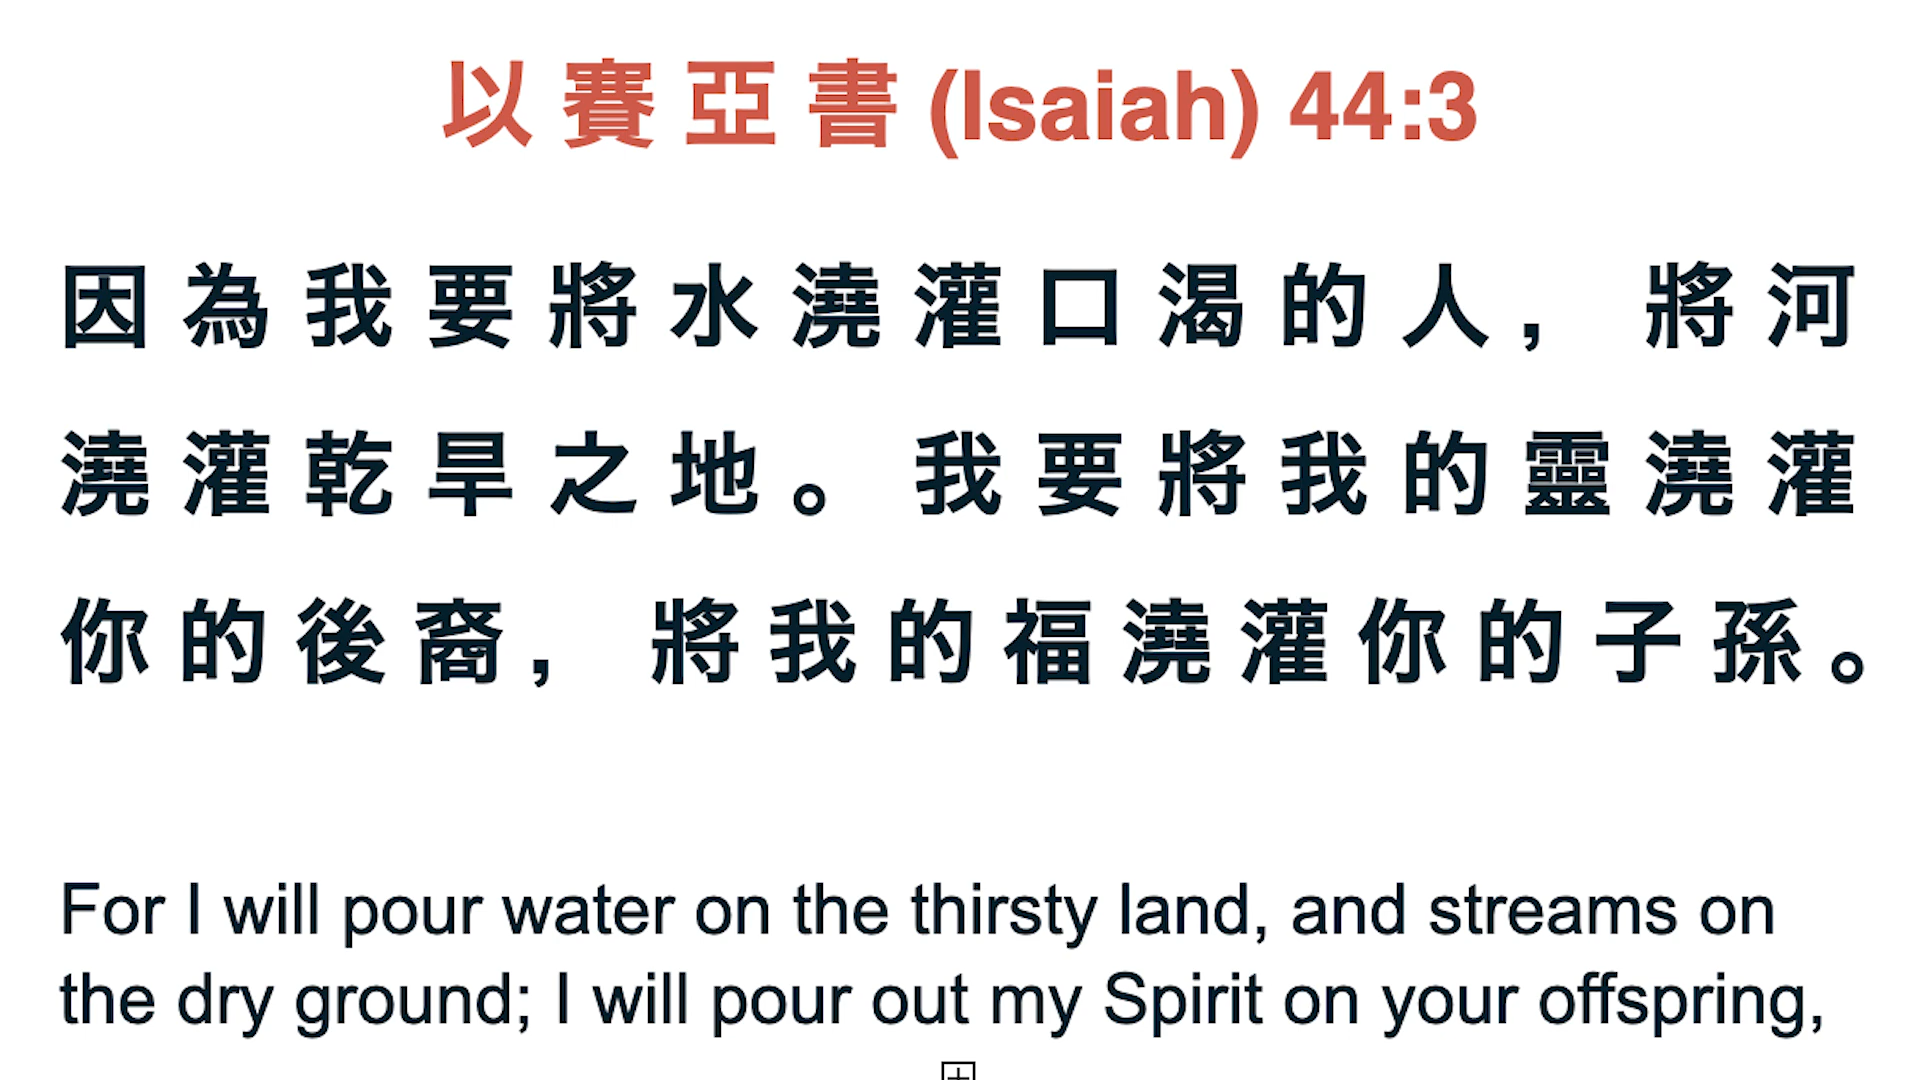 以賽亞書 (Isaiah) 44:3
因為我要將水澆灌口渴的人, 將河
澆灌乾旱之地。我要將我的靈澆灌
你的後裔, 將我的福澆灌你的子孫。
For I will pour water on the thirsty land, and streams on
the dry ground; I will pour out my Spirit on your offspring,